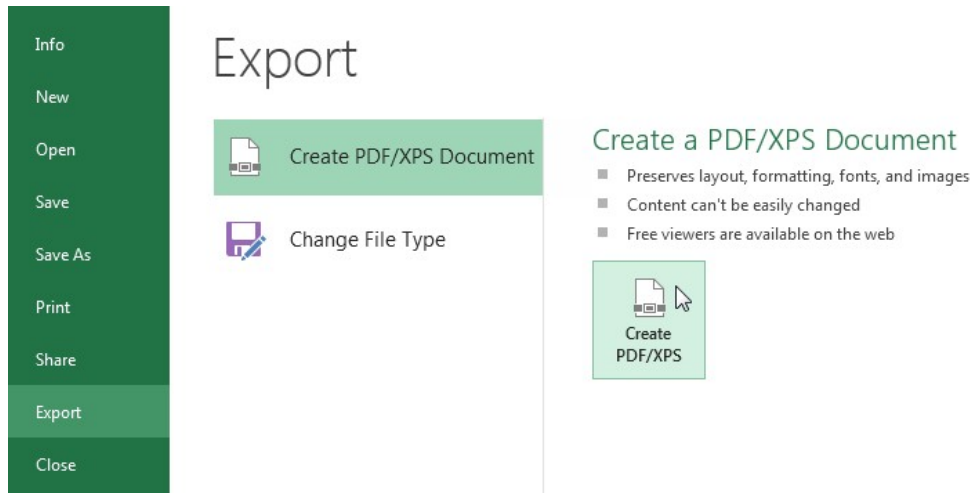 Info
New
Open
Save
Save As
Print
Share
Export
Close
Export
Create PDF/XPS Document
Change File Type
Create a PDF/XPS Document
Preserves layout, formatting, fonts, and images
Content can't be easily changed
Free viewers are available on the web
Create
PDF/XPS